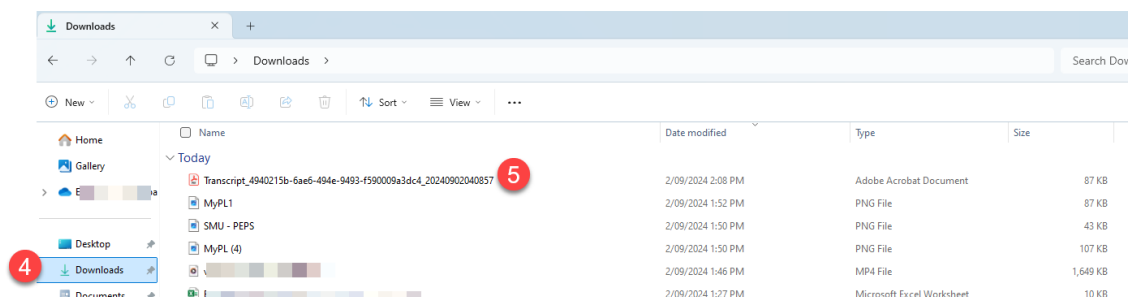 Downloads
Downloads
Search Dow
New
Sort
View
Name
Date modified
Type
Size
Home
Gallery
Desktop
4
Downloads
Documents
Today
Transcript_4940215b-6ae6-494e-9493-f590009a3dc4_20240902040857
5
2/09/2024 2:08 PM
Adobe Acrobat Document
87 KB
MyPL1
2/09/2024 1:52 PM
PNG File
87 KB
SMU - PEPS
2/09/2024 1:50 PM
PNG File
43 KB
MyPL (4)
2/09/2024 1:50 PM
PNG File
107 KB
2/09/2024 1:46 PM
MP4 File
1,649 KB
2/09/2024 1:27 PM
Microsoft Excel Worksheet
10 KB